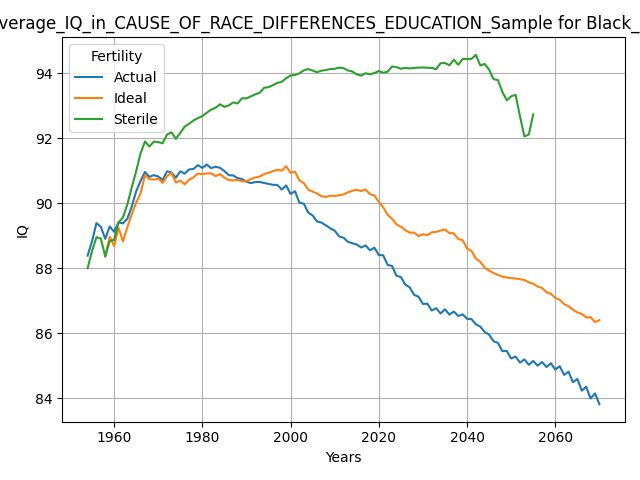 verage_IQ_in_CAUSE_OF_RACE_DIFFERENCES_EDUCATION_Sample for Black_
Fertility
Actual
Ideal
Sterile
94
92
90
88
86
84
IQ
1960
1980
2000
2020
2040
2060
Years